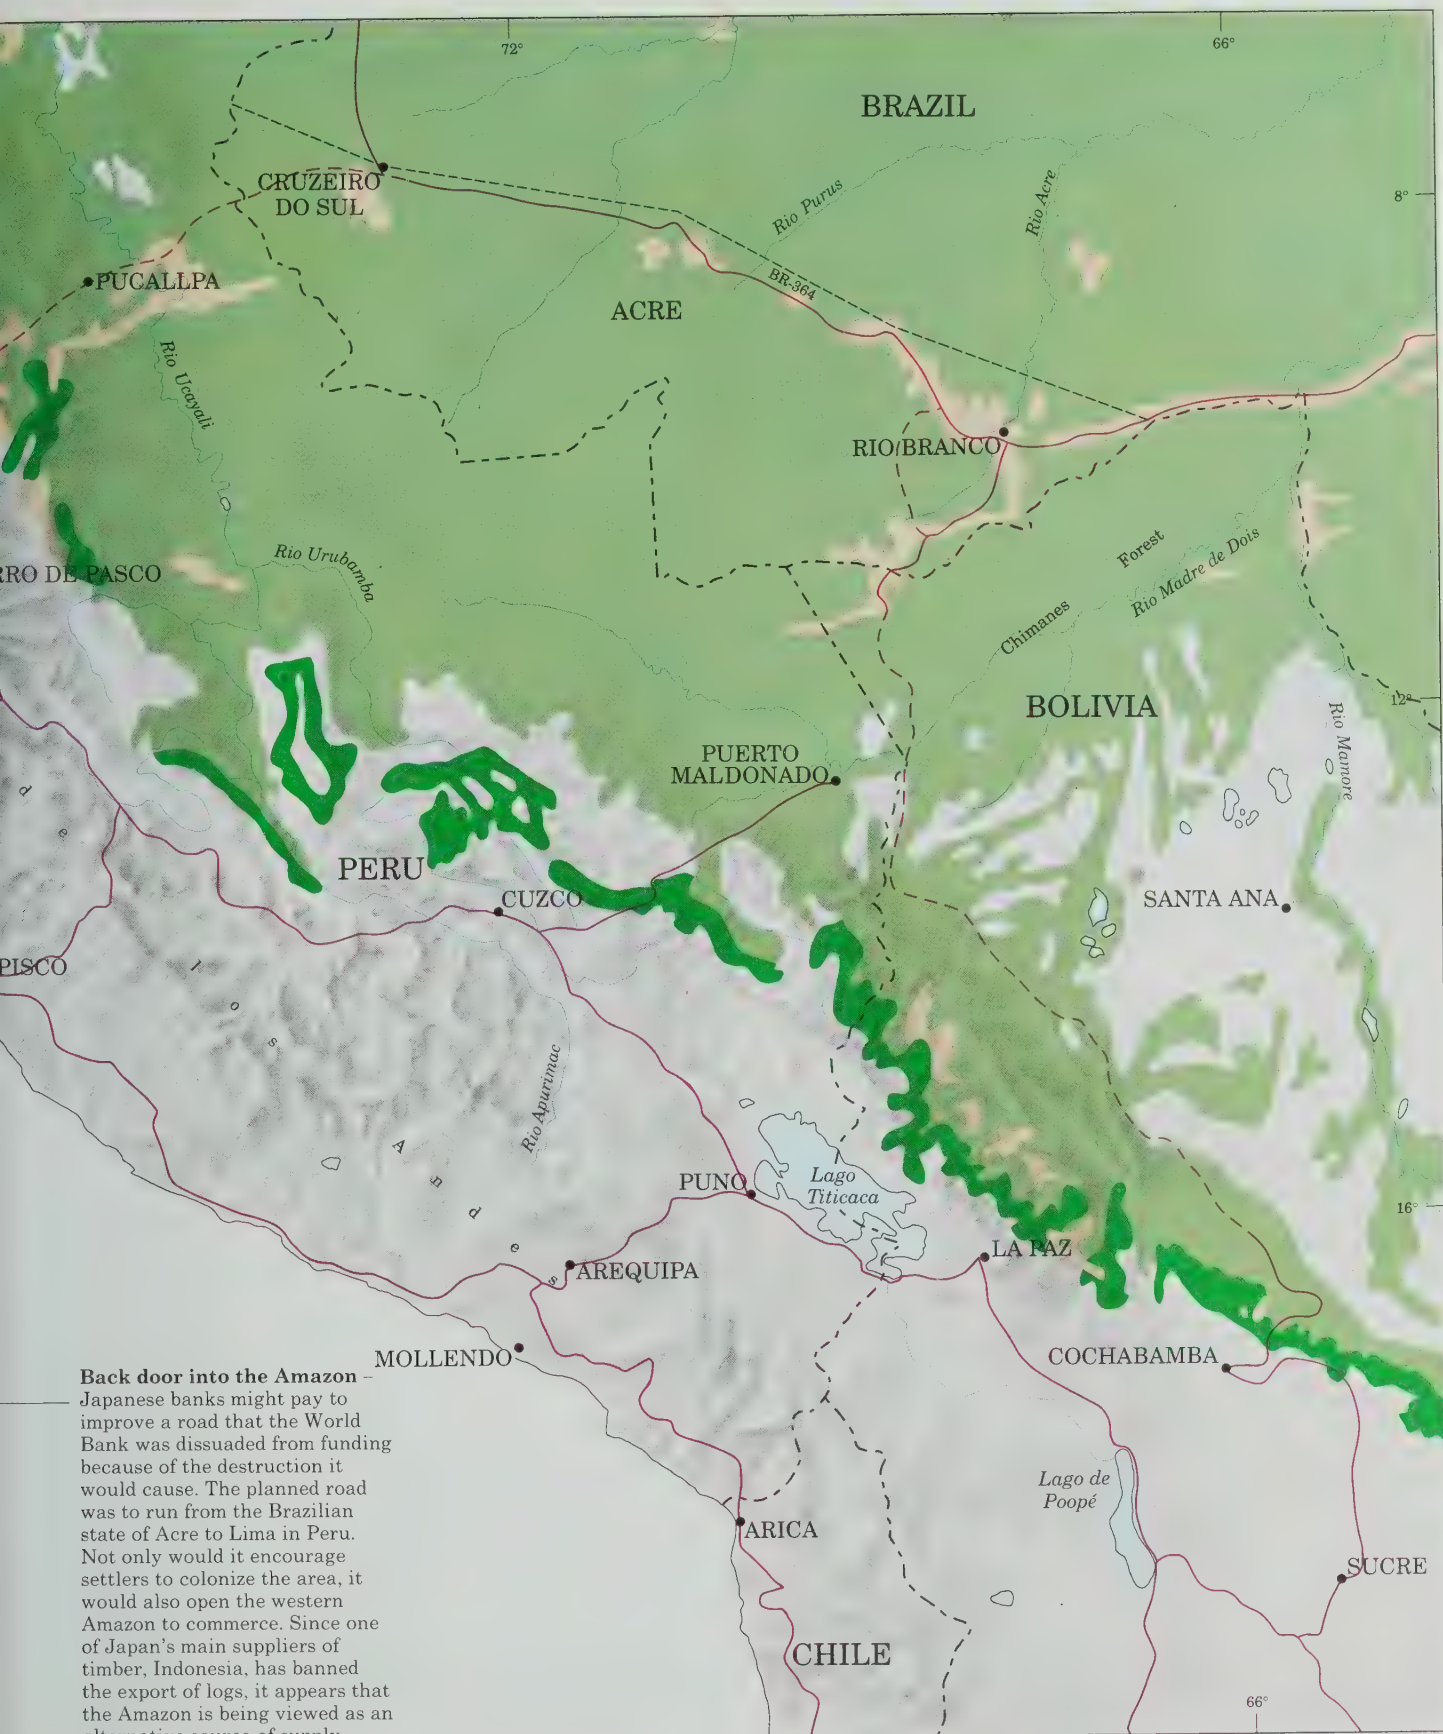 72°
66°
BRAZIL
CRUZEIRO
DO SUL
Rio Purus
Rio Acre
8°
PUCALLPA
BR-364
ACRE
Rio Ucayali
RIO BRANCO
Rio Urubamba
Forest
Rio Madre de Dois
RRO DE PASCO
Chimanes
BOLIVIA
12°
Rio Mamore
PUERTO
MALDONADO
d e
PERU
CUZCO
SANTA ANA
PISCO
l o s
Rio Apurimac
A n d e s
PUNO
Lago
Titicaca
16°
LA PAZ
AREQUIPA
MOLLENDO
COCHABAMBA
Back door into the Amazon –
Japanese banks might pay to
improve a road that the World
Bank was dissuaded from funding
because of the destruction it
would cause. The planned road
was to run from the Brazilian
state of Acre to Lima in Peru.
Not only would it encourage
settlers to colonize the area, it
would also open the western
Amazon to commerce. Since one
of Japan's main suppliers of
timber, Indonesia, has banned
the export of logs, it appears that
the Amazon is being viewed as an
Lago de
Poopé
ARICA
SUCRE
CHILE
66°